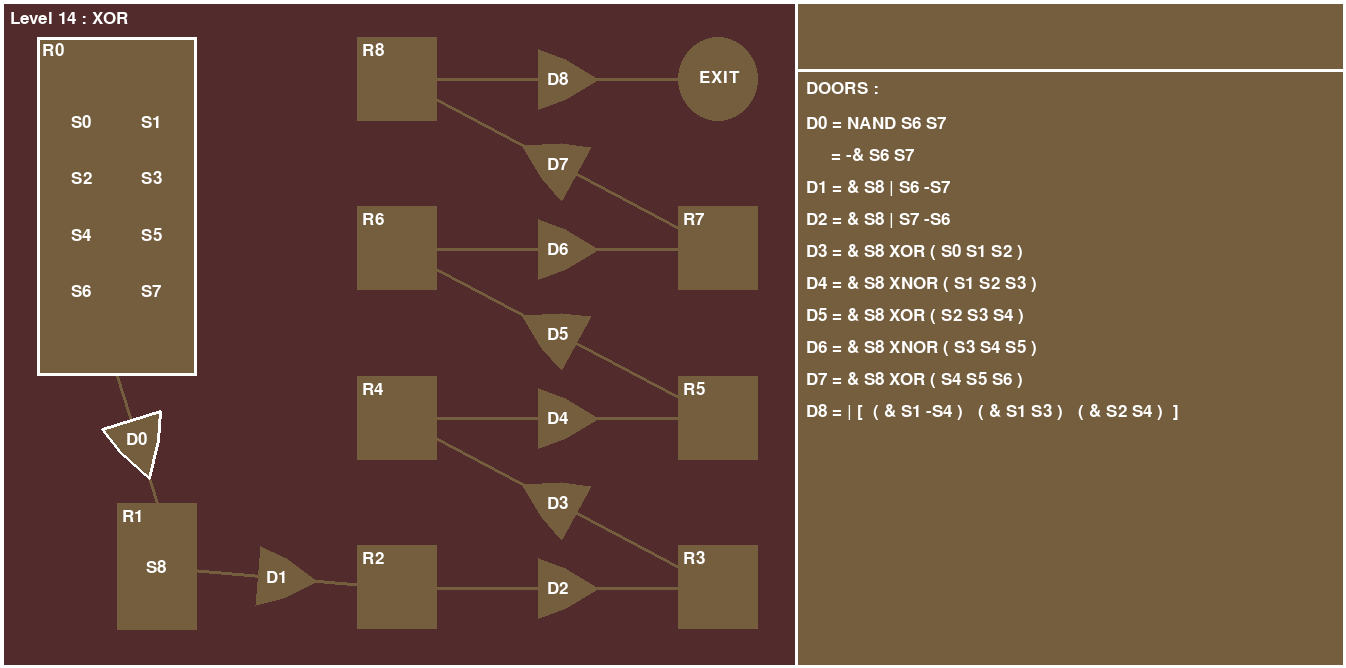 Level 14 : XOR
R0
S0 S1
S2 S3
S4 S5
S6 S7
D0
R1
S8
D1
R2
D2
R3
D3
R4
D4
R5
D5
R6
D6
R7
D7
R8
D8
EXIT
DOORS :
D0 = NAND S6 S7
= -& S6 S7
D1 = & S8 | S6 -S7
D2 = & S8 | S7 -S6
D3 = & S8 XOR ( S0 S1 S2 )
D4 = & S8 XNOR ( S1 S2 S3 )
D5 = & S8 XOR ( S2 S3 S4 )
D6 = & S8 XNOR ( S3 S4 S5 )
D7 = & S8 XOR ( S4 S5 S6 )
D8 = | [ ( & S1 -S4 ) ( & S1 S3 ) ( & S2 S4 ) ]